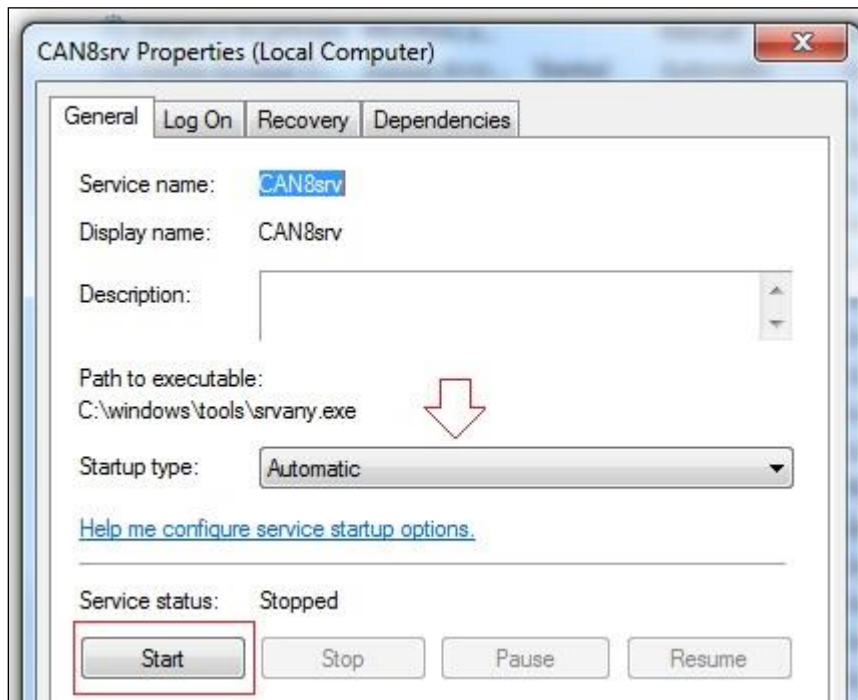 CAN8srv Properties (Local Computer)
General Log On Recovery Dependencies
Service name: CAN8srv
Display name: CAN8srv
Description:
Path to executable:
C:\windows\tools\srvany.exe
Startup type: Automatic
Help me configure service startup options.
Service status: Stopped
Start Stop Pause Resume